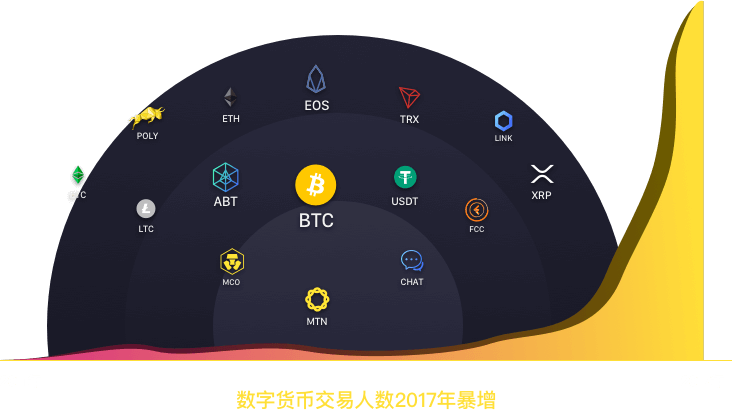 EOS
ETH
TRX
POLY
LINK
ABT
BTC
USDT
XRP
LTC
FCC
MCO
CHAT
MTN
数字货币交易人数2017年暴增